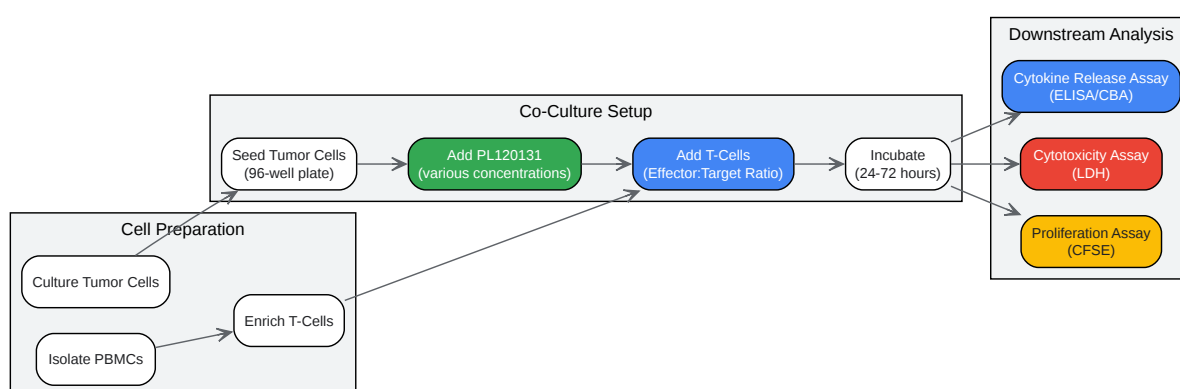 Cell Preparation
Culture Tumor Cells
Isolate PBMCs
Enrich T-Cells
Co-Culture Setup
Seed Tumor Cells
(96-well plate)
Add PL120131
(various concentrations)
Add T-Cells
(Effector:Target Ratio)
Incubate
(24-72 hours)
Downstream Analysis
Cytokine Release Assay
(ELISA/CBA)
Cytotoxicity Assay
(LDH)
Proliferation Assay
(CFSE)